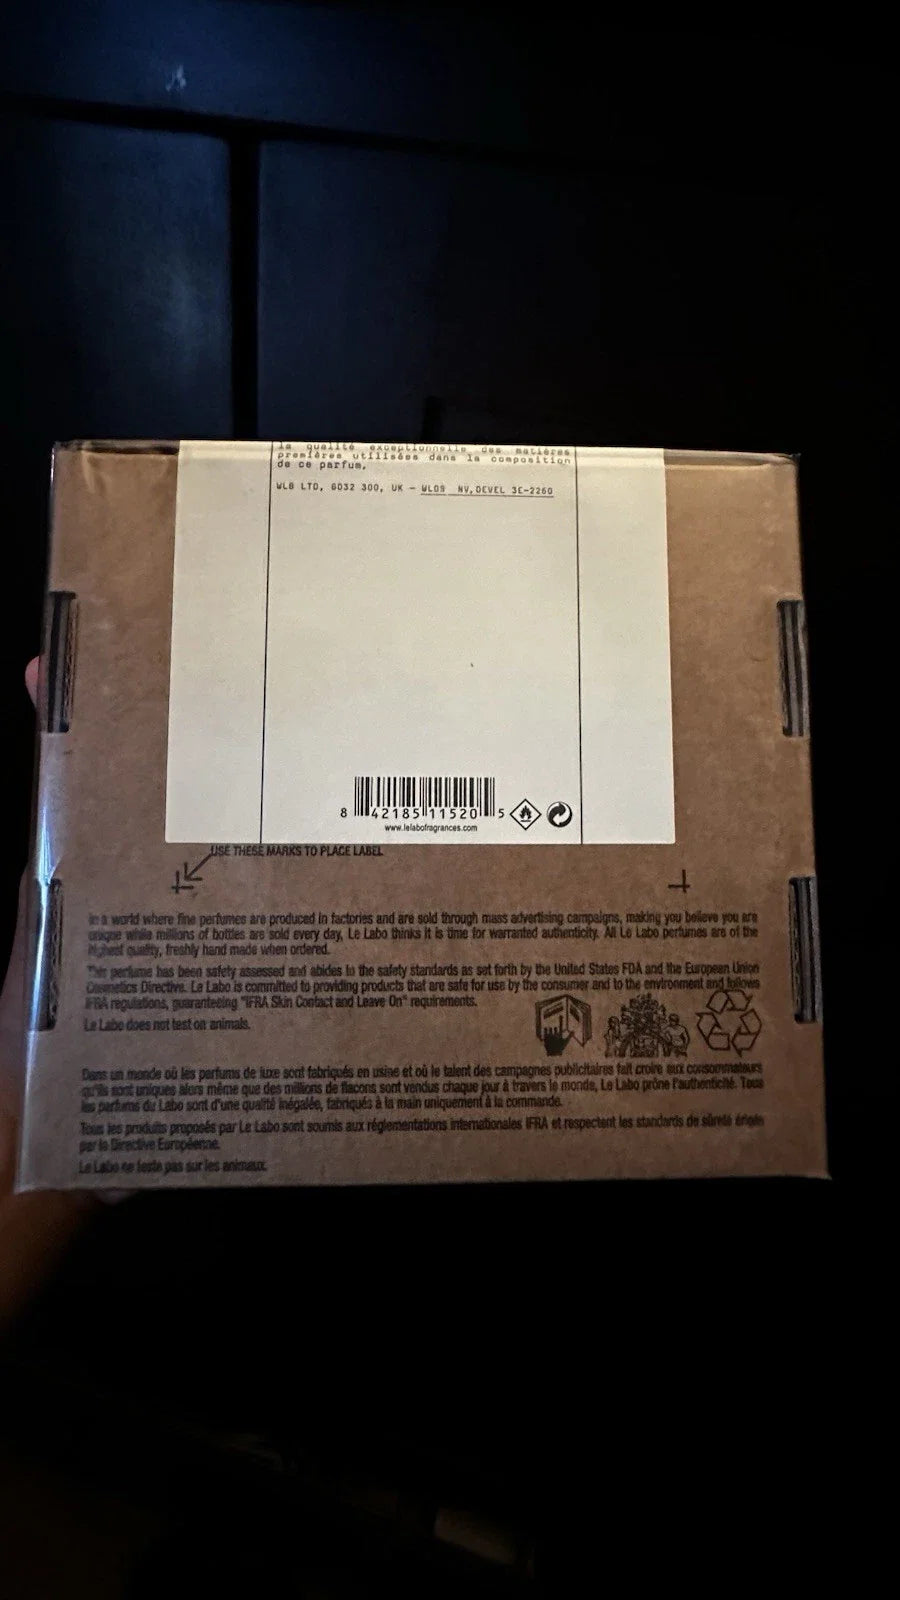 la qualité exceptionnelle des matières
premières utilisées dans la composition
de ce parfum.
WLB LTD, 6032 300, UK - WLOS NV, DEVEL 3E-2260
8 42185 11520 5
www.lelabofragrances.com
USE THESE MARKS TO PLACE LABEL
In a world where fine perfumes are produced in factories and are sold through mass advertising campaigns, making you believe you are
unique while millions of bottles are sold every day, Le Labo thinks it is time for warranted authenticity. All Le Labo perfumes are of the
highest quality, freshly hand made when ordered.
This perfume has been safety assessed and abides to the safety standards as set forth by the United States FDA and the European Union
Cosmetics Directive. Le Labo is committed to providing products that are safe for use by the consumer and to the environment and follows
IFRA regulations, guaranteeing "IFRA Skin Contact and Leave On" requirements.
Le Labo does not test on animals.
Dans un monde où les parfums de luxe sont fabriqués en usine et où le talent des campagnes publicitaires fait croire aux consommateurs
qu'ils sont uniques alors même que des millions de flacons sont vendus chaque jour à travers le monde, Le Labo prône l'authenticité. Tous
les parfums du Labo sont d'une qualité inégalée, fabriqués à la main uniquement à la commande.
Tous les produits proposés par Le Labo sont soumis aux réglementations internationales IFRA et respectent les standards de sûreté érigés
par la Directive Européenne.
Le Labo ne teste pas sur les animaux.